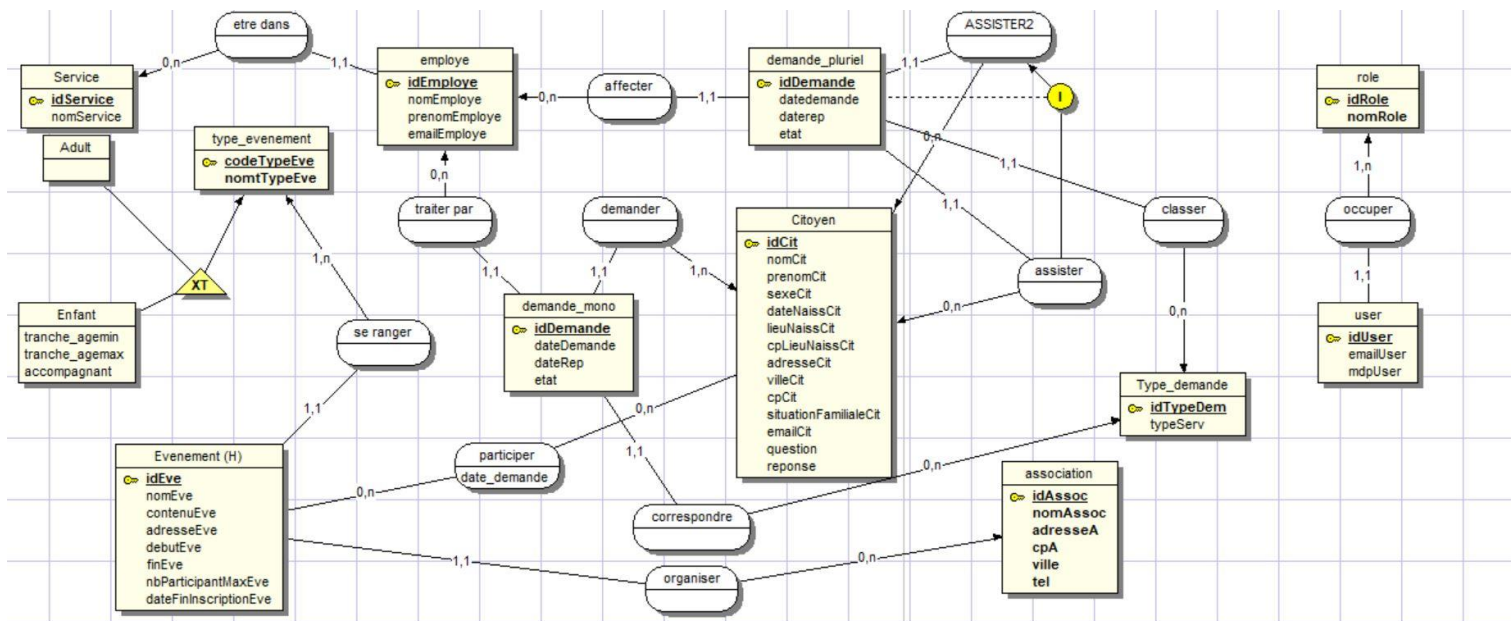 etre dans
0,n
1,1
Service
idService
nomService
employe
idEmploye
nomEmploye
prenomEmploye
emailEmploye
affecter
0,n
1,1
demande_pluriel
idDemande
datedemande
daterep
etat
ASSISTER2
1,1
0,n
I
role
idRole
nomRole
Adult
type_evenement
codeTypeEve
nomtTypeEve
0,n
traiter par
1,1
demander
1,1
1,n
1,1
1,1
classer
0,n
1,n
occuper
1,1
Citoyen
idCit
nomCit
prenomCit
sexeCit
dateNaissCit
lieuNaissCit
cpLieuNaissCit
adresseCit
villeCit
cpCit
situationFamilialeCit
emailCit
question
reponse
assister
0,n
XT
1,n
Enfant
tranche_agemin
tranche_agemax
accompagnant
se ranger
1,1
demande_mono
idDemande
dateDemande
dateRep
etat
user
idUser
emailUser
mdpUser
Type_demande
idTypeDem
typeServ
Evenement (H)
idEve
nomEve
contenuEve
adresseEve
debutEve
finEve
nbParticipantMaxEve
dateFinInscriptionEve
participer
date_demande
0,n
0,n
1,1
correspondre
0,n
association
idAssoc
nomAssoc
adresseA
cpA
ville
tel
1,1
organiser
0,n